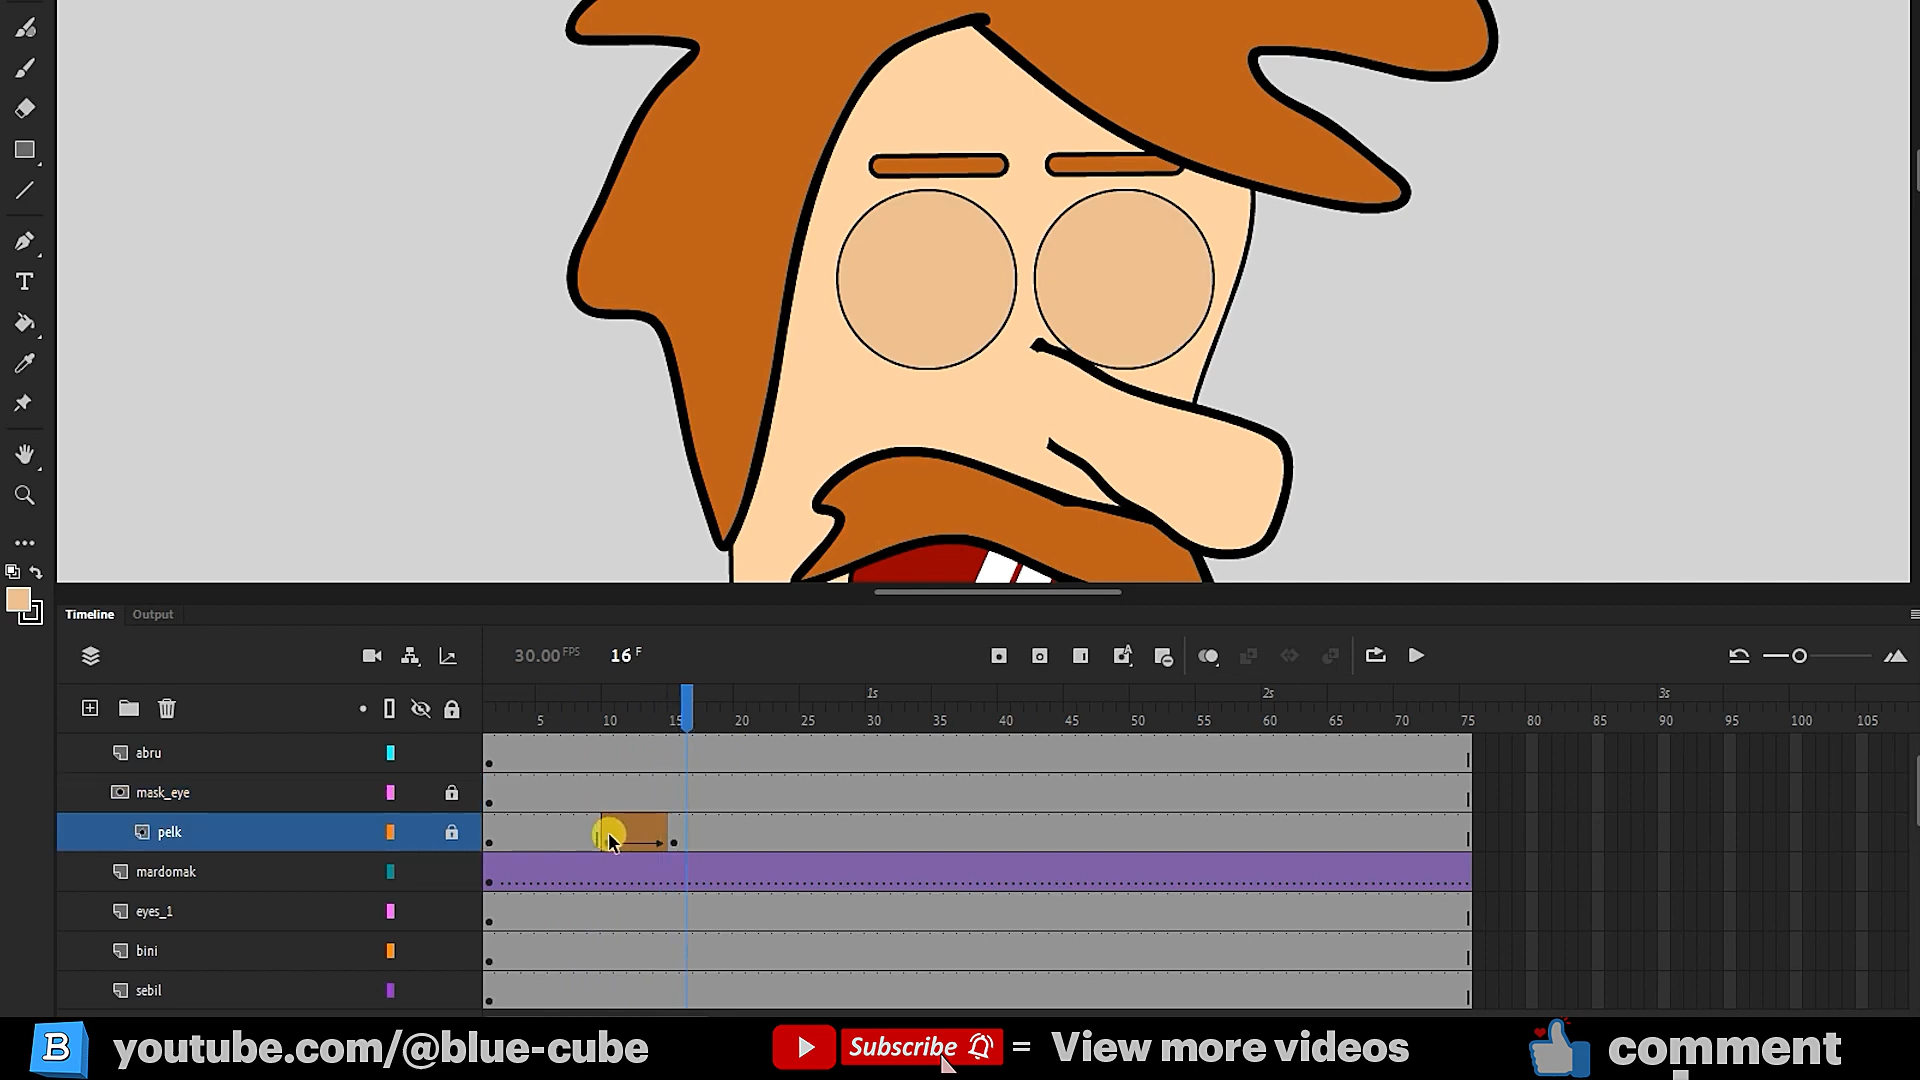 T
Timeline Output
30.00 FPS 16 F
1s 2s 3s
5 10 15 20 25 30 35 40 45 50 55 60 65 70 75 80 85 90 95 100 105
abru
mask_eye
pelk
mardomak
eyes_1
bini
sebil
B youtube.com/@blue-cube Subscribe = View more videos comment